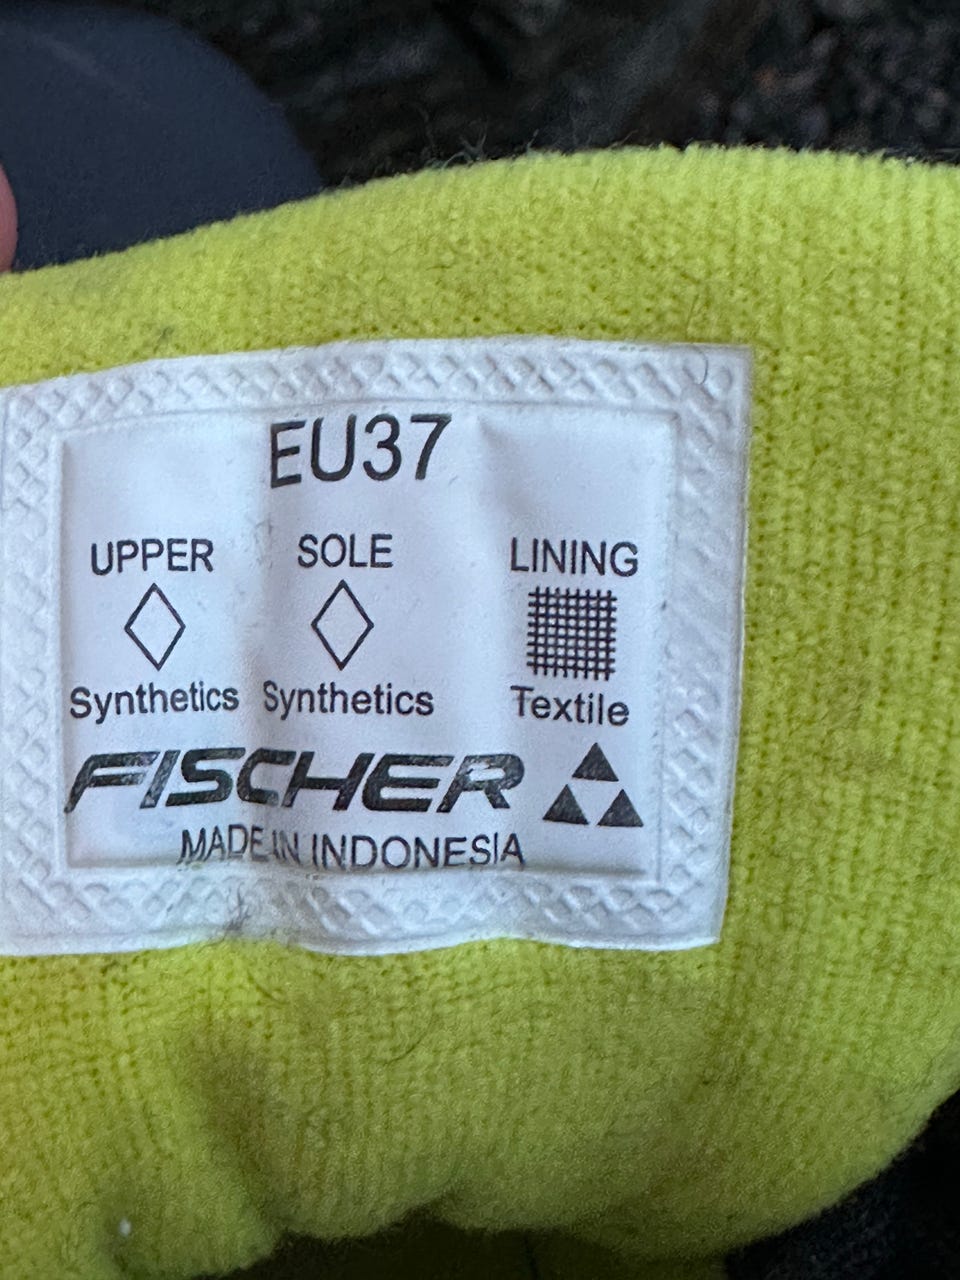 EU37
UPPER SOLE LINING
Synthetics Synthetics Textile
FISCHER
MADE IN INDONESIA